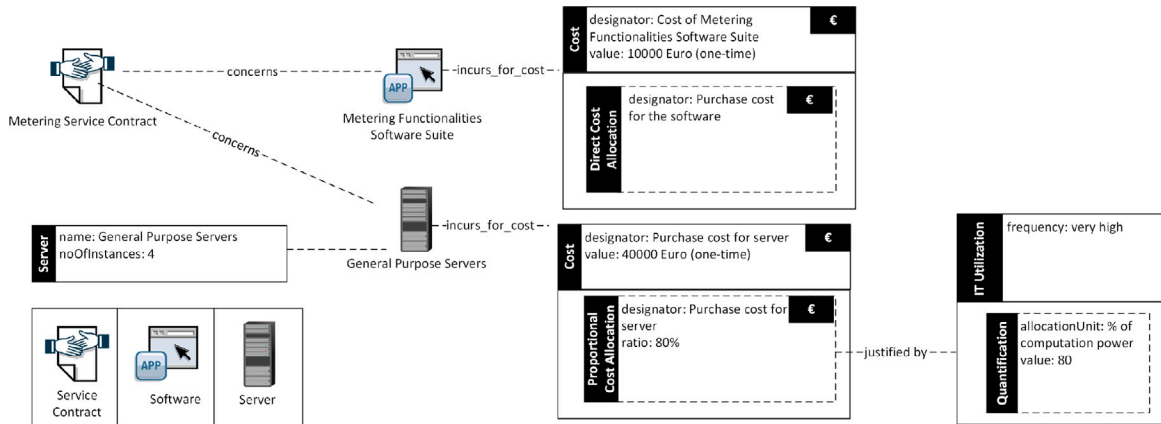 Metering Service Contract
concerns
concerns
APP
Metering Functionalities
Software Suite
incurs_for_cost
Cost
designator: Cost of Metering
Functionalities Software Suite
value: 10000 Euro (one-time)
€
Direct Cost
Allocation
designator: Purchase cost
for the software
€
Server
name: General Purpose Servers
noOfInstances: 4
General Purpose Servers
incurs_for_cost
Cost
designator: Purchase cost for server
value: 40000 Euro (one-time)
€
Proportional
Cost Allocation
designator: Purchase cost for
server
ratio: 80%
€
justified by
IT Utilization
frequency: very high
Quantification
allocationUnit: % of
computation power
value: 80
Service
Contract
APP
Software
Server